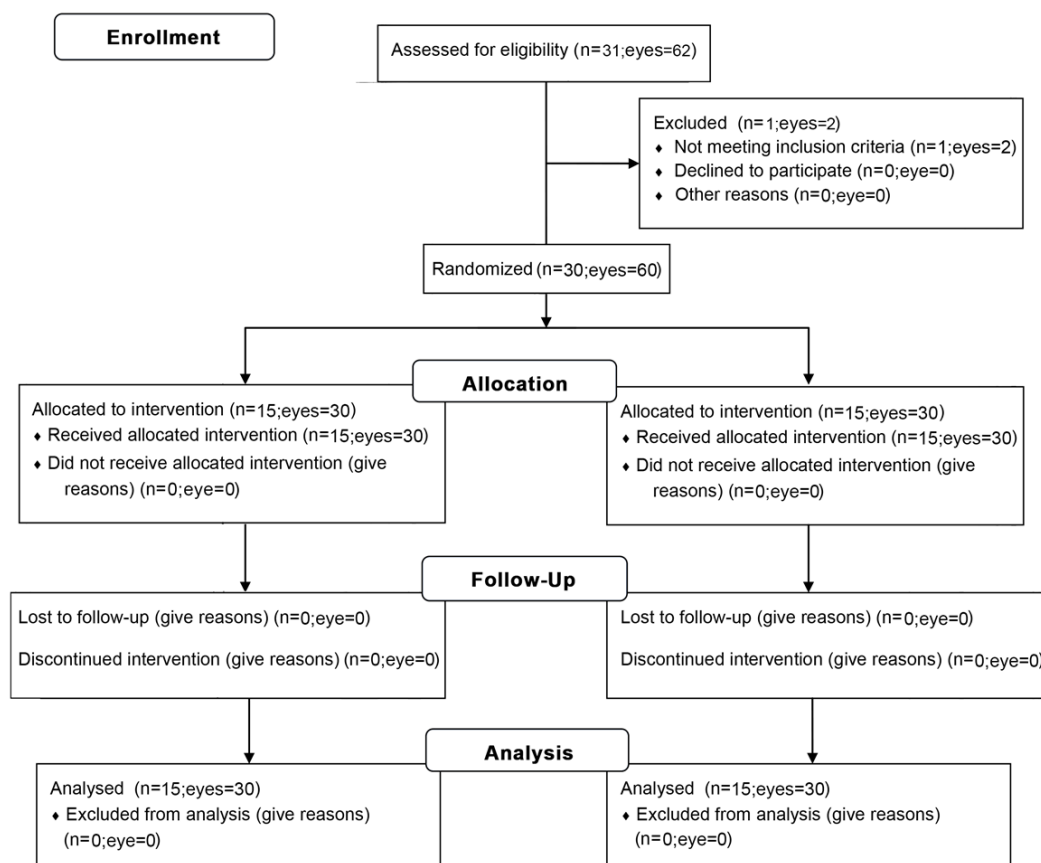 Enrollment
Assessed for eligibility (n=31;eyes=62)
Excluded (n=1;eyes=2)
♦ Not meeting inclusion criteria (n=1;eyes=2)
♦ Declined to participate (n=0;eye=0)
♦ Other reasons (n=0;eye=0)
Randomized (n=30;eyes=60)
Allocation
Allocated to intervention (n=15;eyes=30)
♦ Received allocated intervention (n=15;eyes=30)
♦ Did not receive allocated intervention (give
reasons) (n=0;eye=0)
Allocated to intervention (n=15;eyes=30)
♦ Received allocated intervention (n=15;eyes=30)
♦ Did not receive allocated intervention (give
reasons) (n=0;eye=0)
Follow-Up
Lost to follow-up (give reasons) (n=0;eye=0)
Discontinued intervention (give reasons) (n=0;eye=0)
Lost to follow-up (give reasons) (n=0;eye=0)
Discontinued intervention (give reasons) (n=0;eye=0)
Analysis
Analysed (n=15;eyes=30)
♦ Excluded from analysis (give reasons)
(n=0;eye=0)
Analysed (n=15;eyes=30)
♦ Excluded from analysis (give reasons)
(n=0;eye=0)